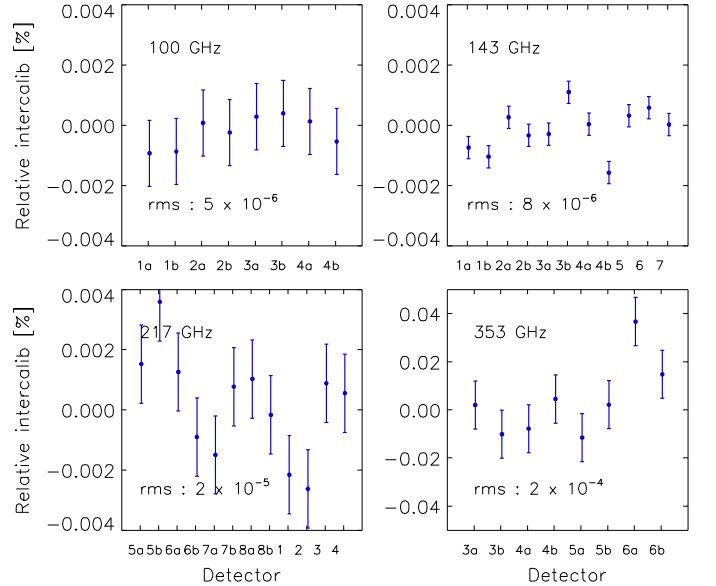 Relative intercalib [%]
0.004
0.002
0.000
−0.002
−0.004
100 GHz
rms : 5 x 10⁻⁶
1a 1b 2a 2b 3a 3b 4a 4b
0.004
0.002
0.000
−0.002
−0.004
143 GHz
rms : 8 x 10⁻⁶
1a 1b 2a 2b 3a 3b 4a 4b 5 6 7
Relative intercalib [%]
0.004
0.002
0.000
−0.002
−0.004
217 GHz
rms : 2 x 10⁻⁵
5a 5b 6a 6b 7a 7b 8a 8b 1 2 3 4
Detector
0.04
0.02
0.00
−0.02
−0.04
353 GHz
rms : 2 x 10⁻⁴
3a 3b 4a 4b 5a 5b 6a 6b
Detector